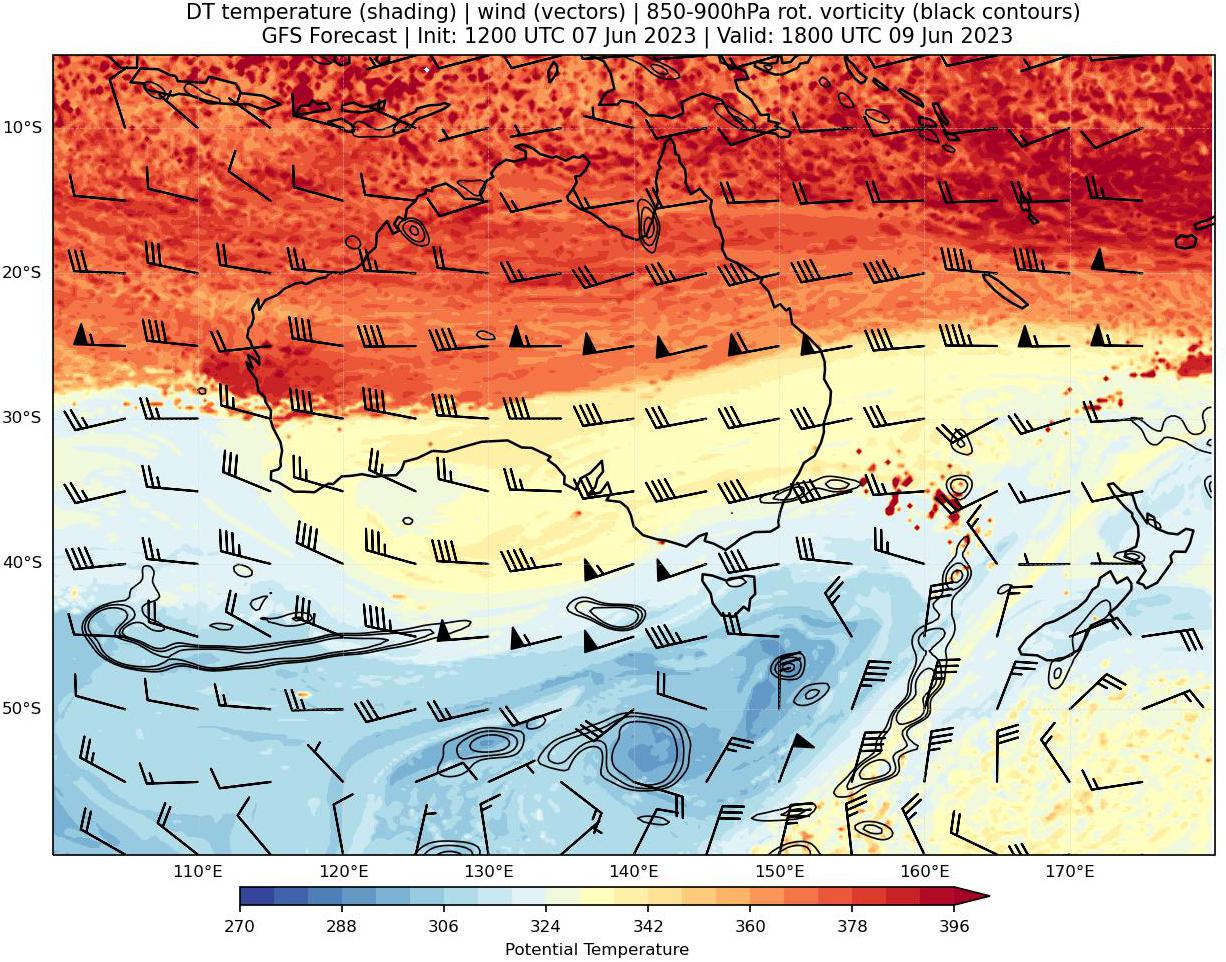 DT temperature (shading) | wind (vectors) | 850-900hPa rot. vorticity (black contours)
GFS Forecast | Init: 1200 UTC 07 Jun 2023 | Valid: 1800 UTC 09 Jun 2023
10°S
20°S
30°S
40°S
50°S
110°E 120°E 130°E 140°E 150°E 160°E 170°E
270 288 306 324 342 360 378 396
Potential Temperature